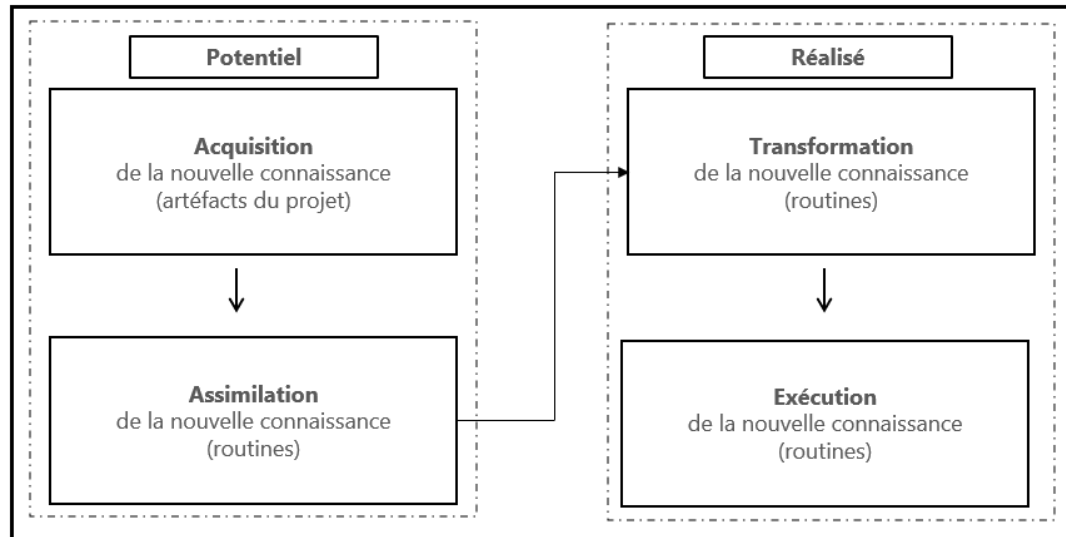 Potentiel
Acquisition
de la nouvelle connaissance
(artéfacts du projet)
Assimilation
de la nouvelle connaissance
(routines)
Réalisé
Transformation
de la nouvelle connaissance
(routines)
Exécution
de la nouvelle connaissance
(routines)